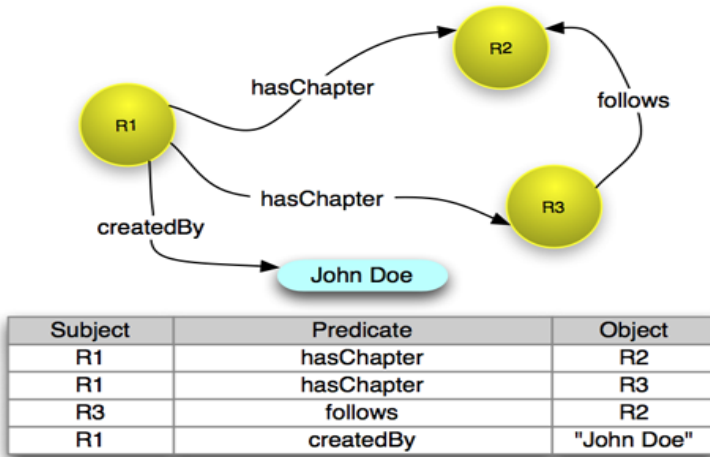 R2
hasChapter
follows
R1
hasChapter
R3
createdBy
John Doe
Subject Predicate Object
R1 hasChapter R2
R1 hasChapter R3
R3 follows R2
R1 createdBy "John Doe"